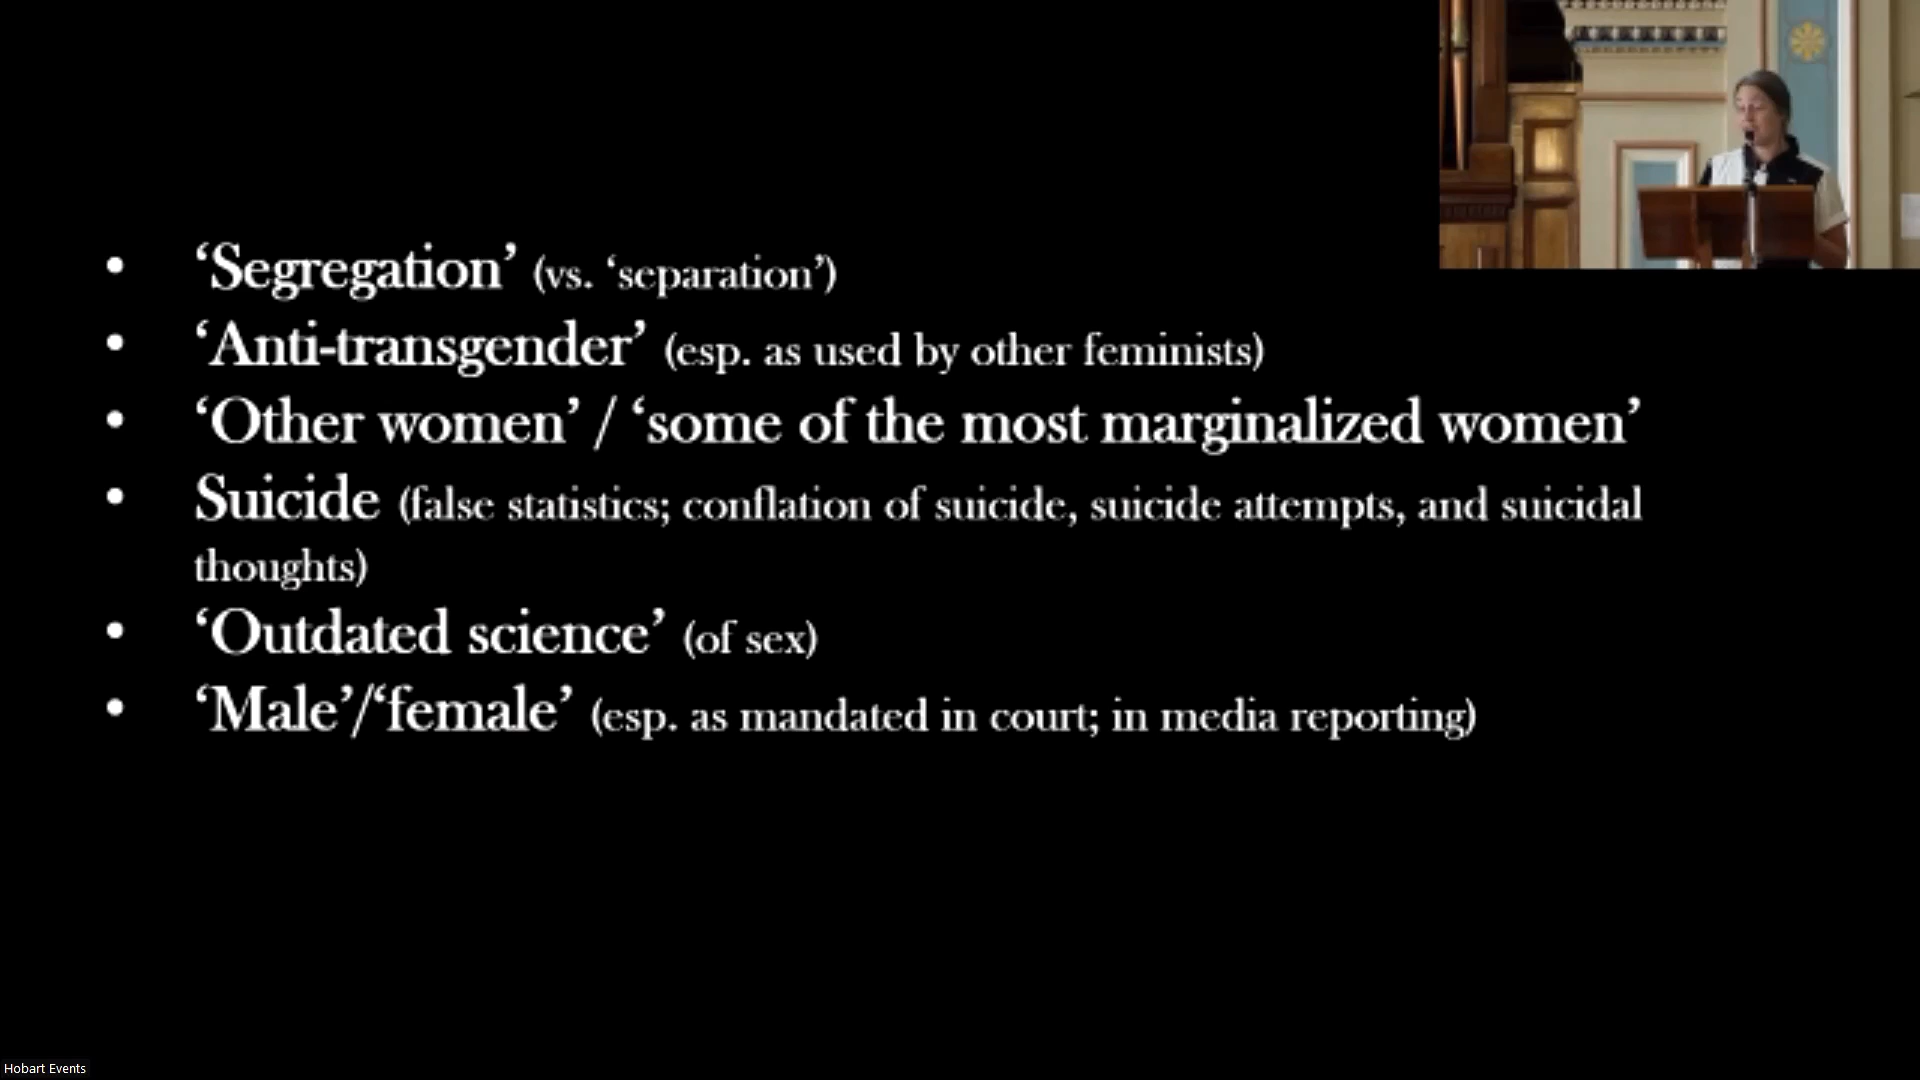 • ‘Segregation’ (vs. ‘separation’)
• ‘Anti-transgender’ (esp. as used by other feminists)
• ‘Other women’ / ‘some of the most marginalized women’
• Suicide (false statistics; conflation of suicide, suicide attempts, and suicidal
thoughts)
• ‘Outdated science’ (of sex)
• ‘Male’/‘female’ (esp. as mandated in court; in media reporting)
Hobart Events